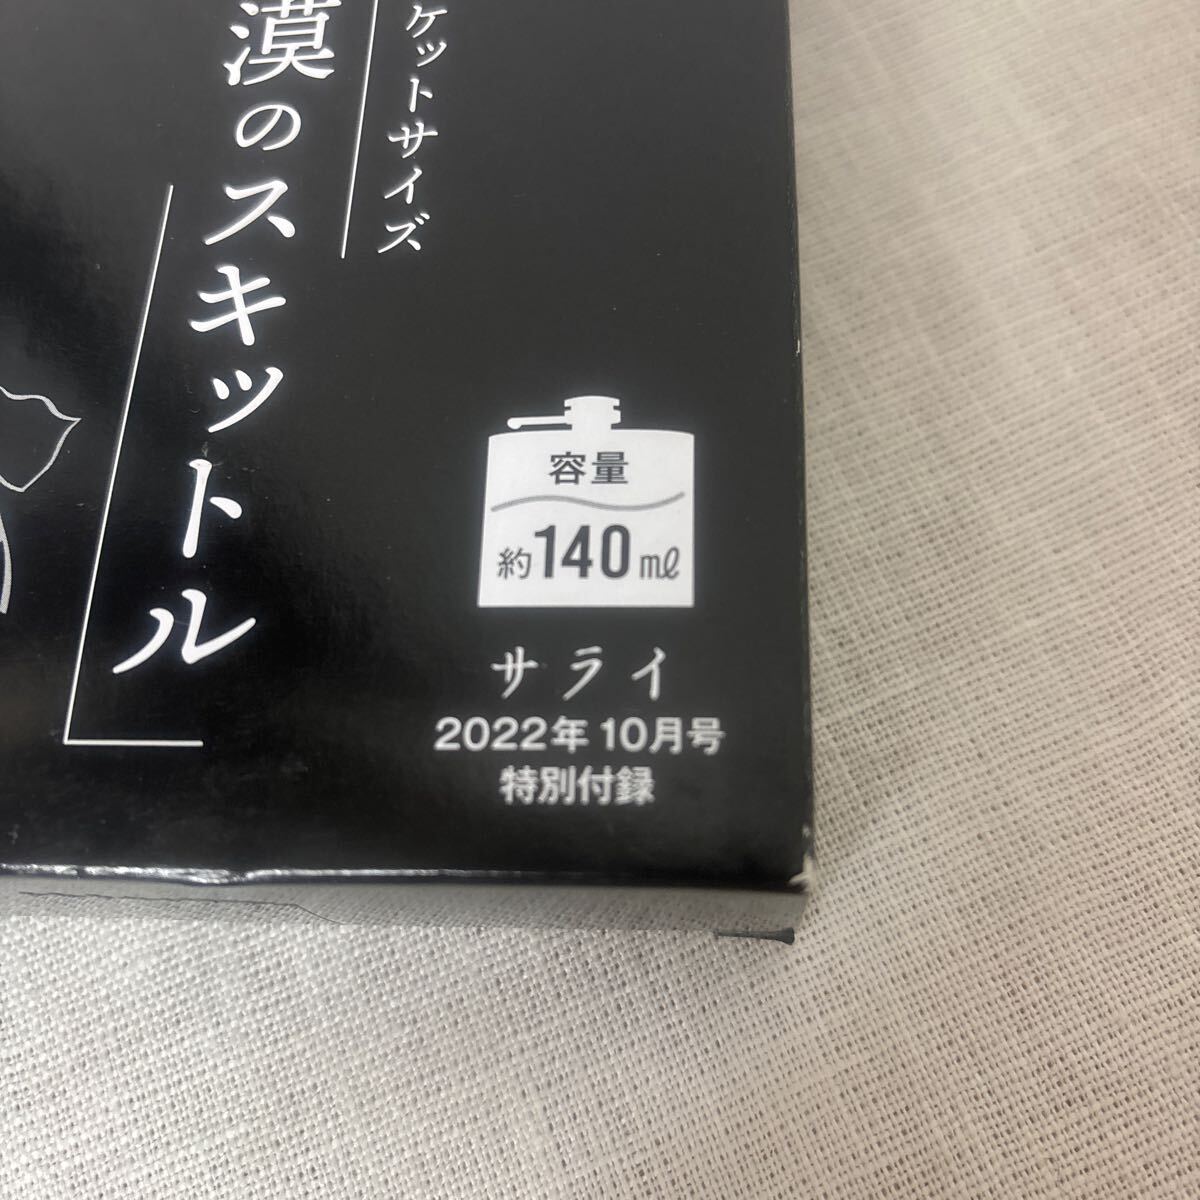 ケットサイズ
漠のスキットル
容量
約140㎖
サライ
2022年10月号
特別付録